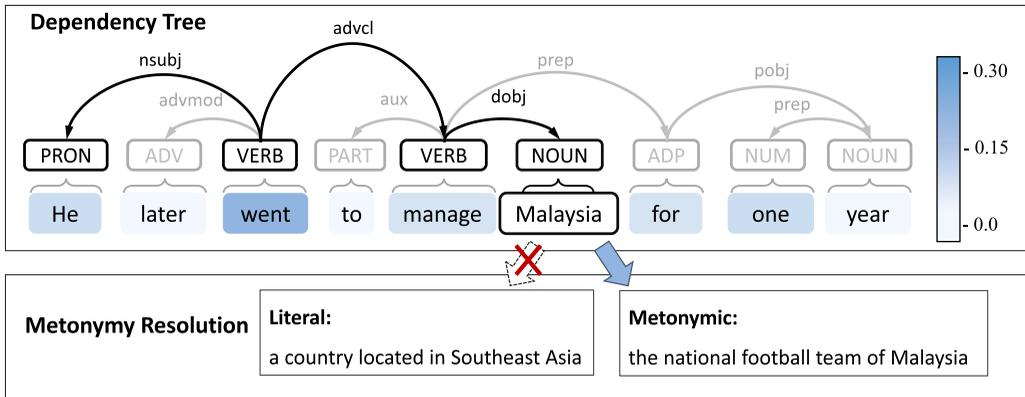 Dependency Tree
advcl
nsubj
prep
pobj
advmod
aux
dobj
prep
PRON ADV VERB PART VERB NOUN ADP NUM NOUN
He later went to manage Malaysia for one year
- 0.30
- 0.15
- 0.0
Metonymy Resolution
Literal:
a country located in Southeast Asia
Metonymic:
the national football team of Malaysia